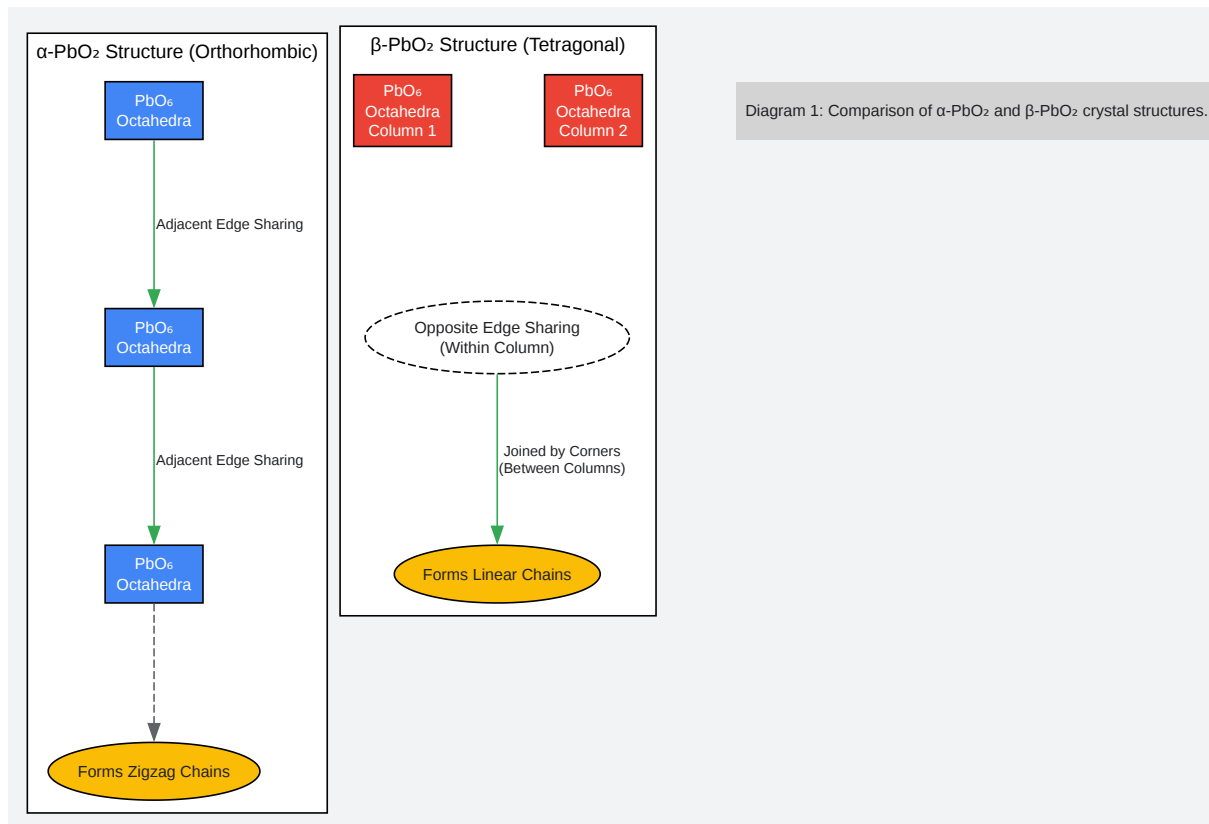 α-PbO₂ Structure (Orthorhombic)
PbO₆
Octahedra
Adjacent Edge Sharing
PbO₆
Octahedra
Adjacent Edge Sharing
PbO₆
Octahedra
Forms Zigzag Chains
β-PbO₂ Structure (Tetragonal)
PbO₆
Octahedra
Column 1
PbO₆
Octahedra
Column 2
Opposite Edge Sharing
(Within Column)
Joined by Corners
(Between Columns)
Forms Linear Chains
Diagram 1: Comparison of α-PbO₂ and β-PbO₂ crystal structures.